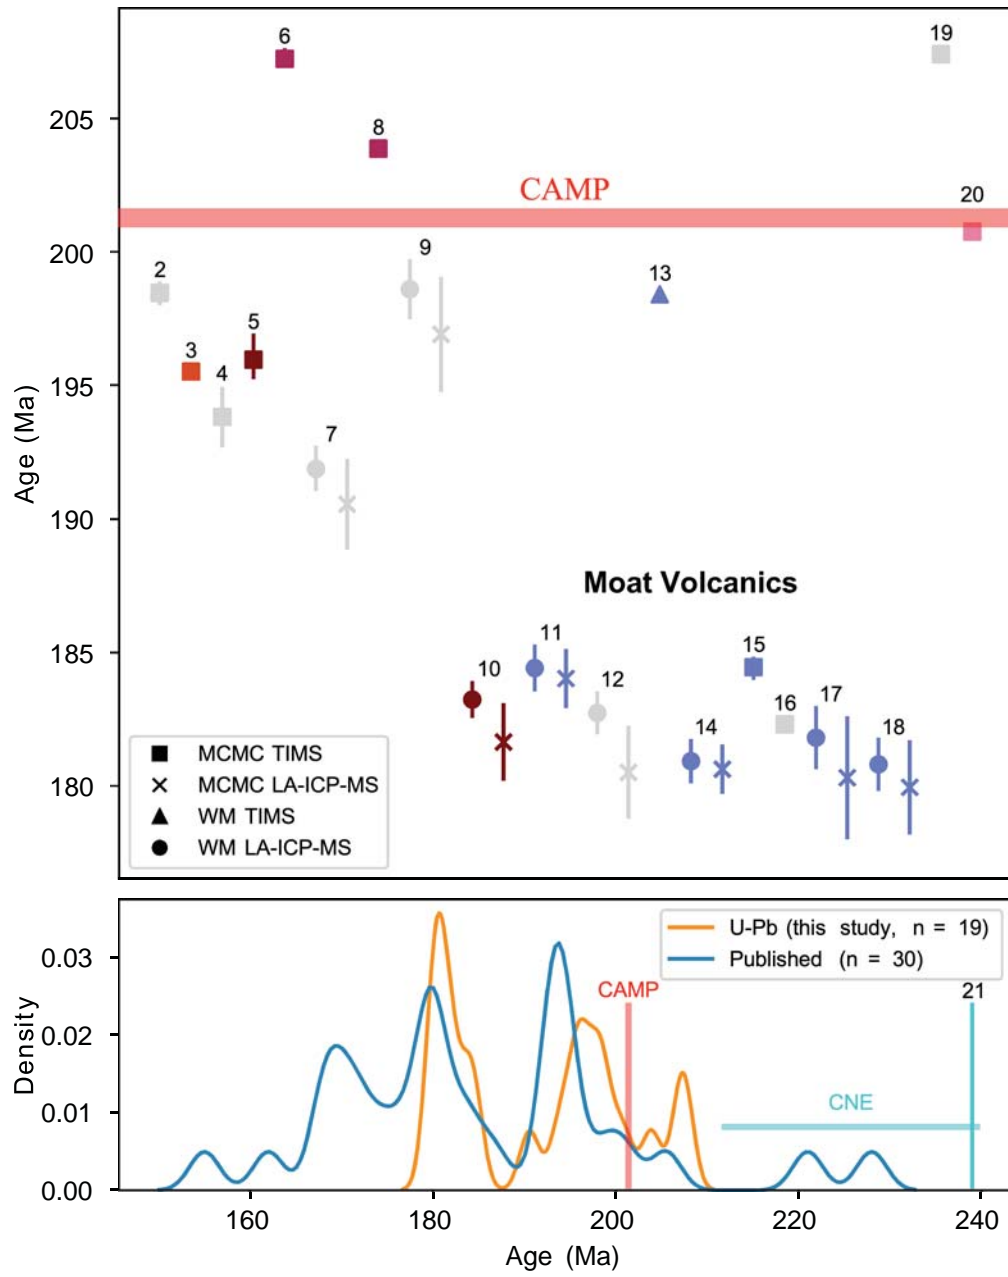 6
19
205
8
CAMP
20
200
9
2
13
5
3
195
4
Age (Ma)
7
190
Moat Volcanics
185
11
15
10
12
16
17
14
18
180
MCMC TIMS
MCMC LA-ICP-MS
WM TIMS
WM LA-ICP-MS
U-Pb (this study, n = 19)
Published (n = 30)
0.03
CAMP
21
0.02
Density
CNE
0.01
0.00
160
180
200
220
240
Age (Ma)